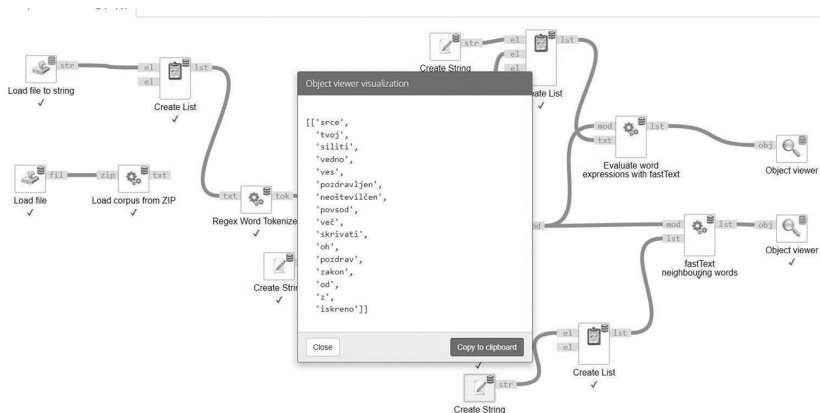 str
el
lst
el
Load file to string
Create List
fil
zip
txt
Load file
Load corpus from ZIP
txt
tok
Regex Word Tokenize
Create Strin
Object viewer visualization
[['srce',
'tvoj',
'siliti',
'vedno',
'ves',
'pozdravljen',
'neoštevilčen',
'povsod',
'več',
'skrivati',
'oh',
'pozdrav',
'zakon',
'od',
'z',
'iskreno']]
Close
Copy to clipboard
str
el
lst
el
el
Create String
eate List
mod
lst
txt
Evaluate word
expressions with fastText
obj
Object viewer
od
mod
lst
lst
fastText
neighbouring words
obj
Object viewer
el
lst
el
Create List
str
Create String